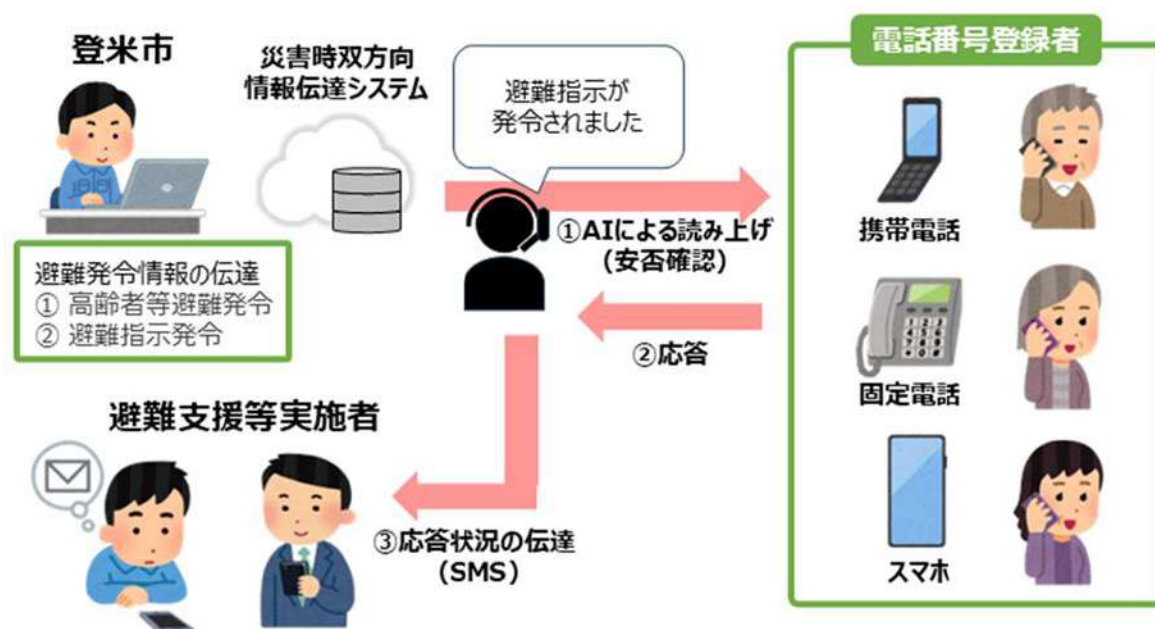 登米市
災害時双方向
情報伝達システム
避難指示が
発令されました
電話番号登録者
①AIによる読み上げ
(安否確認)
携帯電話
避難発令情報の伝達
① 高齢者等避難発令
② 避難指示発令
②応答
固定電話
避難支援等実施者
③応答状況の伝達
(SMS)
スマホ